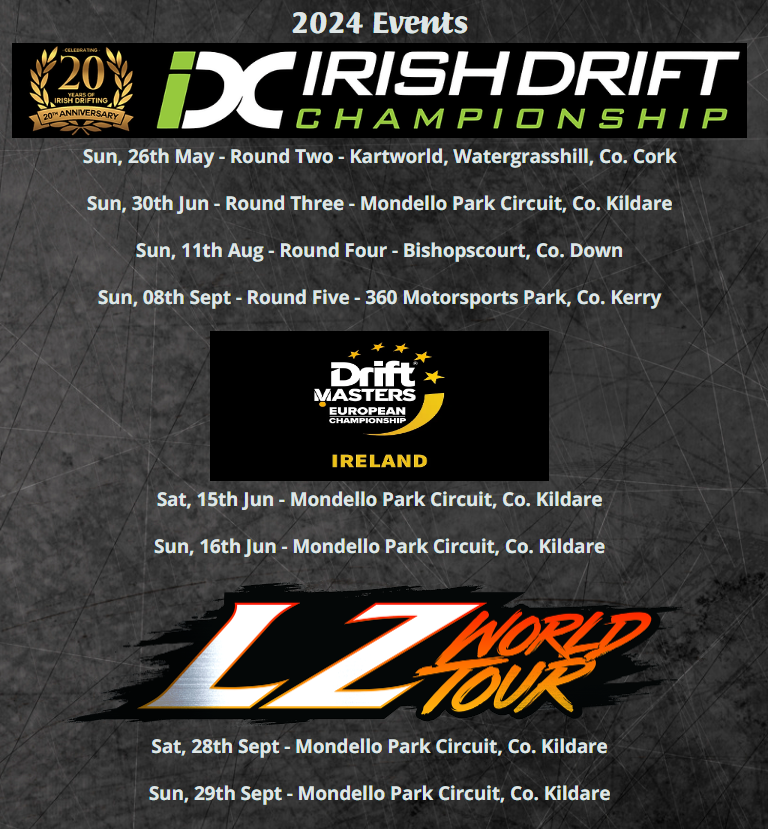 2024 Events
CELEBRATING
20
YEARS OF
IRISH DRIFTING
20TH ANNIVERSARY
iDC IRISH DRIFT
CHAMPIONSHIP
Sun, 26th May - Round Two - Kartworld, Watergrasshill, Co. Cork
Sun, 30th Jun - Round Three - Mondello Park Circuit, Co. Kildare
Sun, 11th Aug - Round Four - Bishopscourt, Co. Down
Sun, 08th Sept - Round Five - 360 Motorsports Park, Co. Kerry
Drift
MASTERS
EUROPEAN
CHAMPIONSHIP
IRELAND
Sat, 15th Jun - Mondello Park Circuit, Co. Kildare
Sun, 16th Jun - Mondello Park Circuit, Co. Kildare
LZ WORLD
TOUR
Sat, 28th Sept - Mondello Park Circuit, Co. Kildare
Sun, 29th Sept - Mondello Park Circuit, Co. Kildare